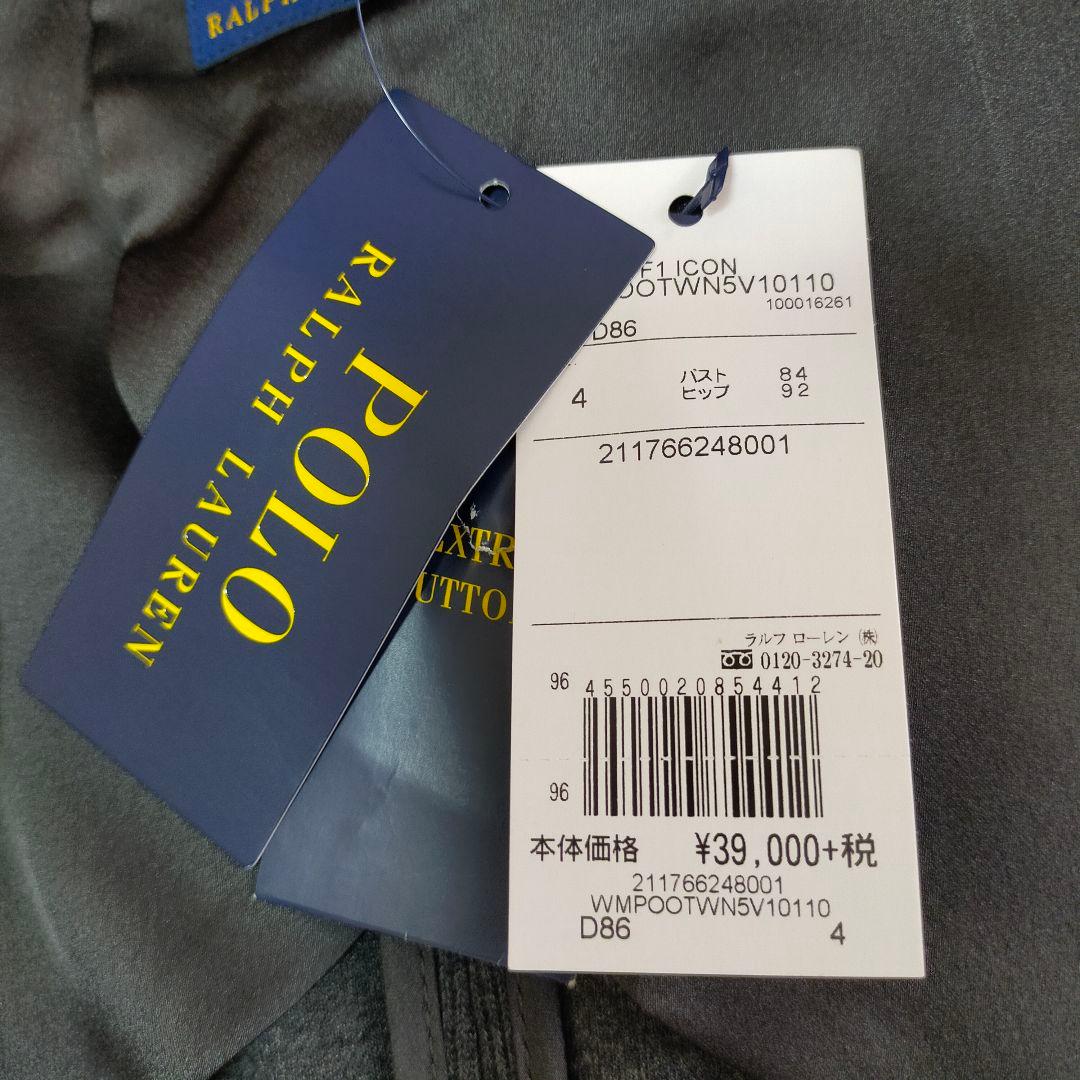 RALPH
POLO
RALPH LAUREN
EXTR
UTTO
F1 ICON
OOTWN5V10110
100016261
D86
4
バスト 84
ヒップ 92
211766248001
ラルフ ローレン ㈱
0120-3274-20
96
4550020854412
96
本体価格 ¥39,000+税
211766248001
WMPOOTWN5V10110
D86 4